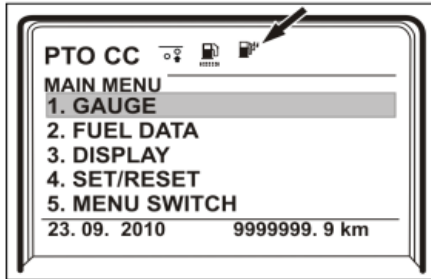 PTO CC
MAIN MENU
1. GAUGE
2. FUEL DATA
3. DISPLAY
4. SET/RESET
5. MENU SWITCH
23. 09. 2010 9999999. 9 km